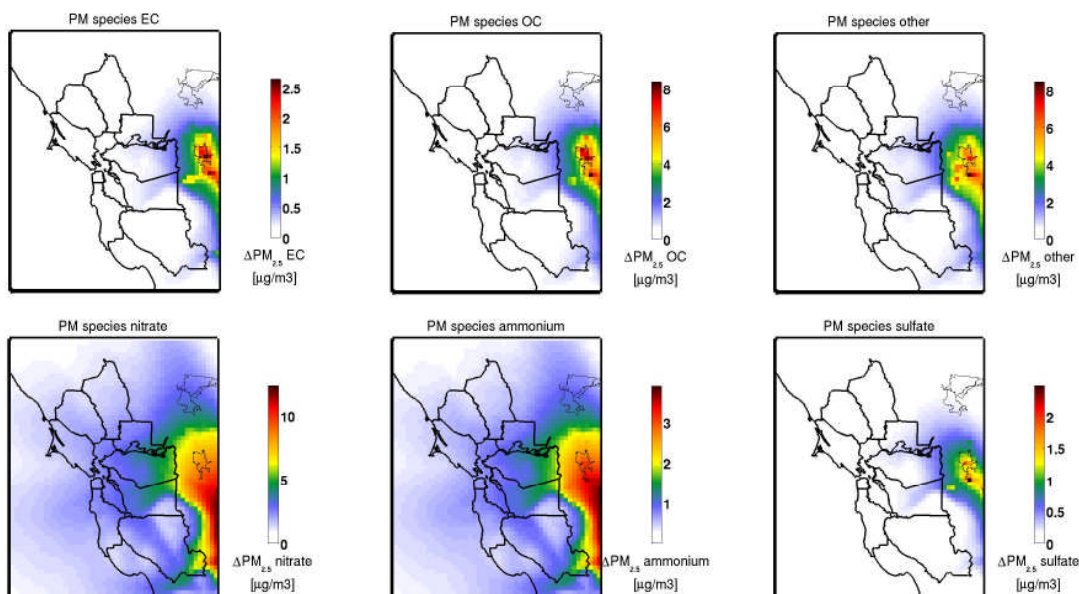 PM species EC
2.5
2
1.5
1
0.5
0
ΔPM2.5 EC
[μg/m3]
PM species OC
8
6
4
2
0
ΔPM2.5 OC
[μg/m3]
PM species other
8
6
4
2
0
ΔPM2.5 other
[μg/m3]
PM species nitrate
10
5
0
ΔPM2.5 nitrate
[μg/m3]
PM species ammonium
3
2
1
ΔPM2.5 ammonium
[μg/m3]
PM species sulfate
2
1.5
1
0.5
0
ΔPM2.5 sulfate
[μg/m3]